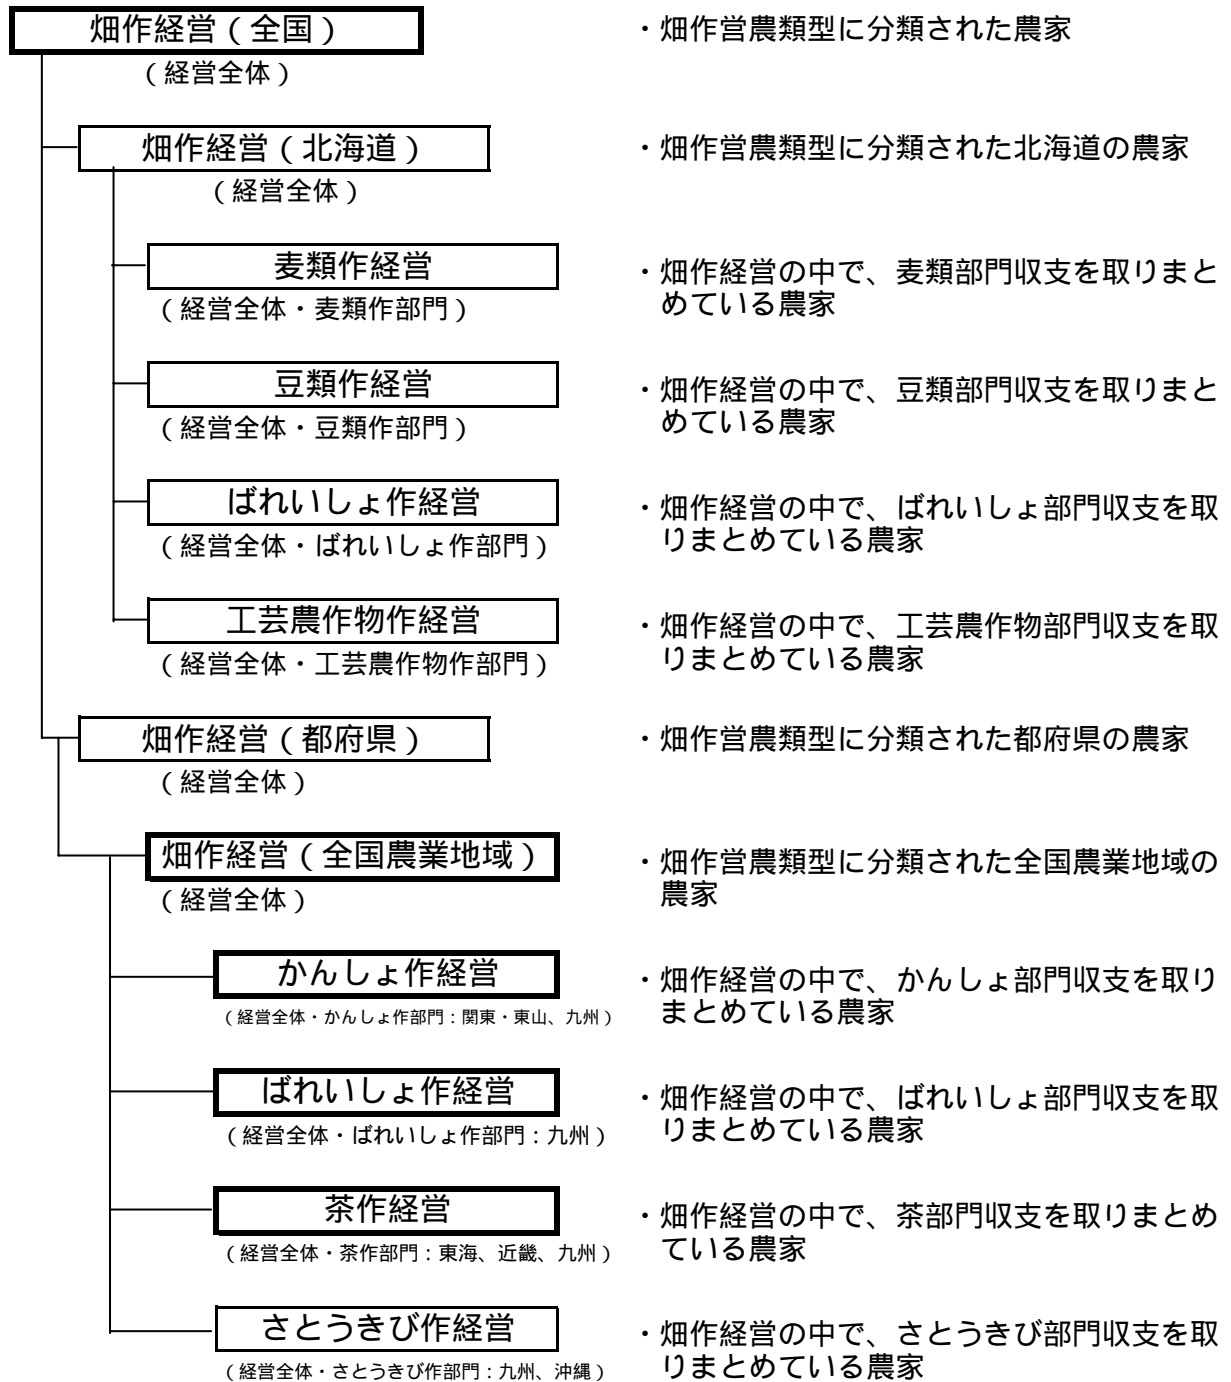 畑作経営（全国）
・畑作営農類型に分類された農家
（経営全体）
畑作経営（北海道）
・畑作営農類型に分類された北海道の農家
（経営全体）
麦類作経営
・畑作経営の中で、麦類部門収支を取りまと
めている農家
（経営全体・麦類作部門）
豆類作経営
・畑作経営の中で、豆類部門収支を取りまと
めている農家
（経営全体・豆類作部門）
ばれいしょ作経営
・畑作経営の中で、ばれいしょ部門収支を取
りまとめている農家
（経営全体・ばれいしょ作部門）
工芸農作物作経営
・畑作経営の中で、工芸農作物部門収支を取
りまとめている農家
（経営全体・工芸農作物作部門）
畑作経営（都府県）
・畑作営農類型に分類された都府県の農家
（経営全体）
畑作経営（全国農業地域）
・畑作営農類型に分類された全国農業地域の
農家
（経営全体）
かんしょ作経営
・畑作経営の中で、かんしょ部門収支を取り
まとめている農家
（経営全体・かんしょ作部門：関東・東山、九州）
ばれいしょ作経営
・畑作経営の中で、ばれいしょ部門収支を取
りまとめている農家
（経営全体・ばれいしょ作部門：九州）
茶作経営
・畑作経営の中で、茶部門収支を取りまとめ
ている農家
（経営全体・茶作部門：東海、近畿、九州）
さとうきび作経営
・畑作経営の中で、さとうきび部門収支を取
りまとめている農家
（経営全体・さとうきび作部門：九州、沖縄）